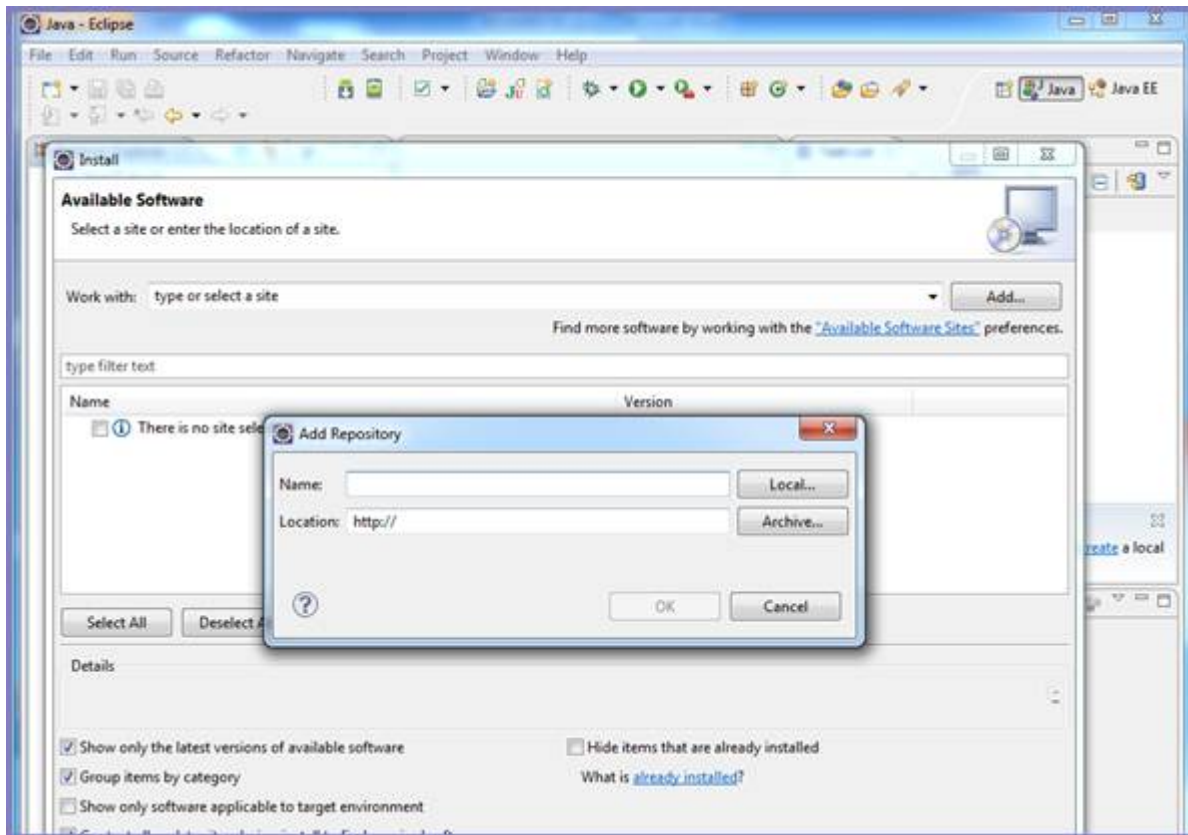 Java - Eclipse
File Edit Run Source Refactor Navigate Search Project Window Help
Java Java EE
Install
Available Software
Select a site or enter the location of a site.
Work with: type or select a site Add...
Find more software by working with the "Available Software Sites" preferences.
type filter text
Name Version
There is no site sele
Add Repository
Name: Local...
Location: http:// Archive...
reate a local
OK Cancel
Select All Deselect A
Details
Show only the latest versions of available software Hide items that are already installed
Group items by category What is already installed?
Show only software applicable to target environment